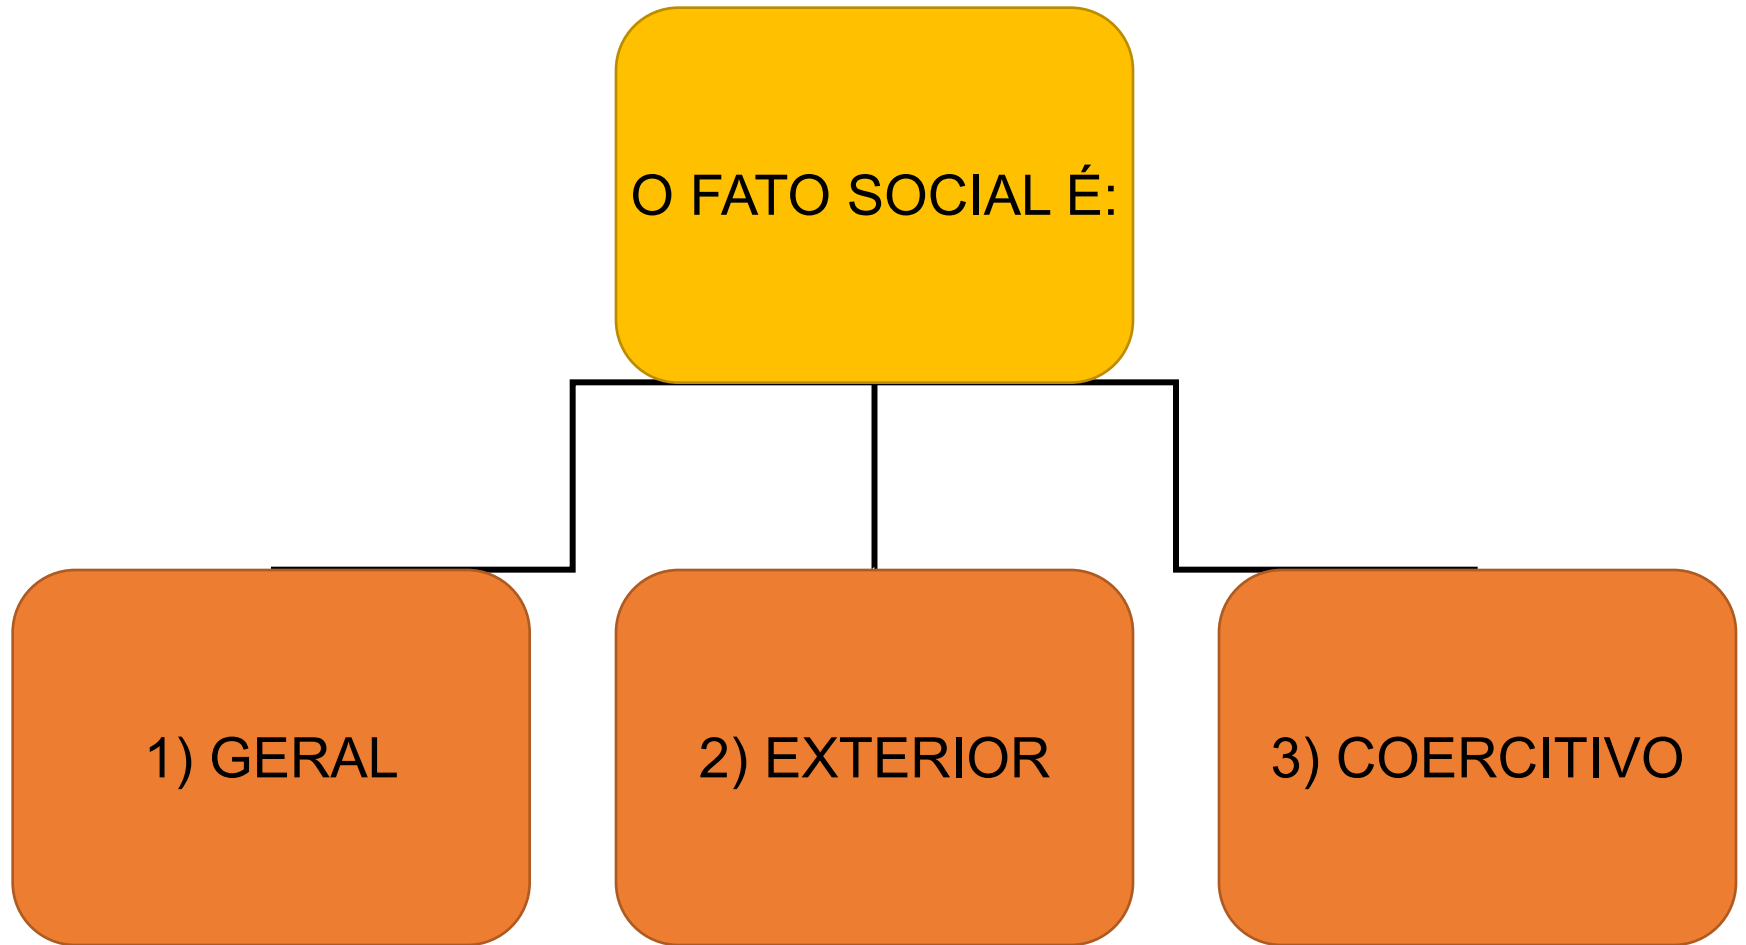 O FATO SOCIAL É:
1) GERAL
2) EXTERIOR
3) COERCITIVO